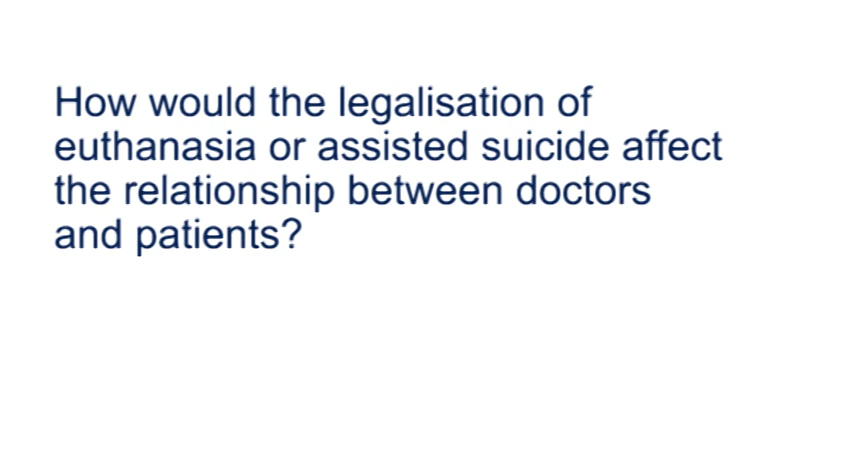 How would the legalisation of
euthanasia or assisted suicide affect
the relationship between doctors
and patients?